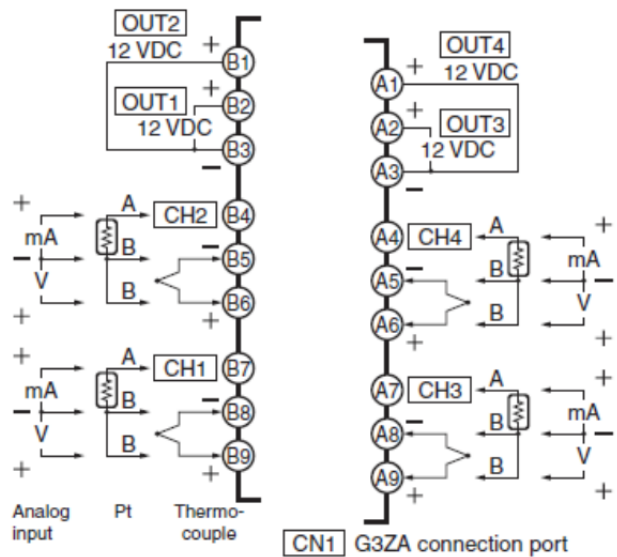 OUT2
12 VDC
+
B1
+
OUT1
B2
12 VDC
B3
−
OUT4
+
A1
12 VDC
+
A2
OUT3
12 VDC
A3
−
+
mA
−
V
+
A
B
B
CH2
B4
−
B5
B6
+
+
mA
−
V
+
A
B
B
CH1
B7
−
B8
B9
+
A4
CH4
A
+
−
A5
B
mA
−
V
A6
B
+
+
A7
CH3
A
+
−
A8
B
mA
−
V
A9
B
+
+
Analog input
Pt
Thermo-
couple
CN1 G3ZA connection port